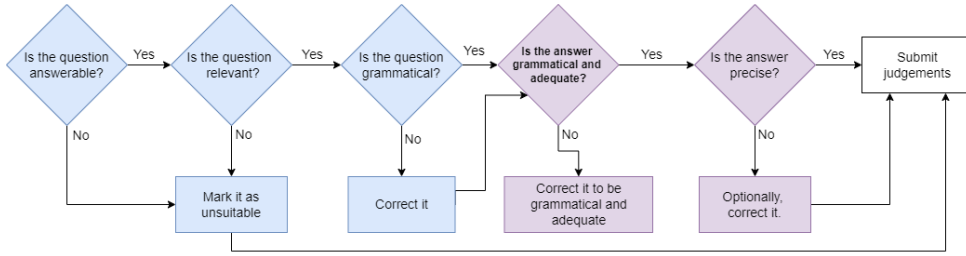 Is the question
answerable?
Yes
Is the question
relevant?
Yes
Is the question
grammatical?
Yes
Is the answer
grammatical and
adequate?
Yes
Is the answer
precise?
Yes
Submit
judgements
No
No
No
No
No
Mark it as
unsuitable
Correct it
Correct it to be
grammatical and
adequate
Optionally,
correct it.